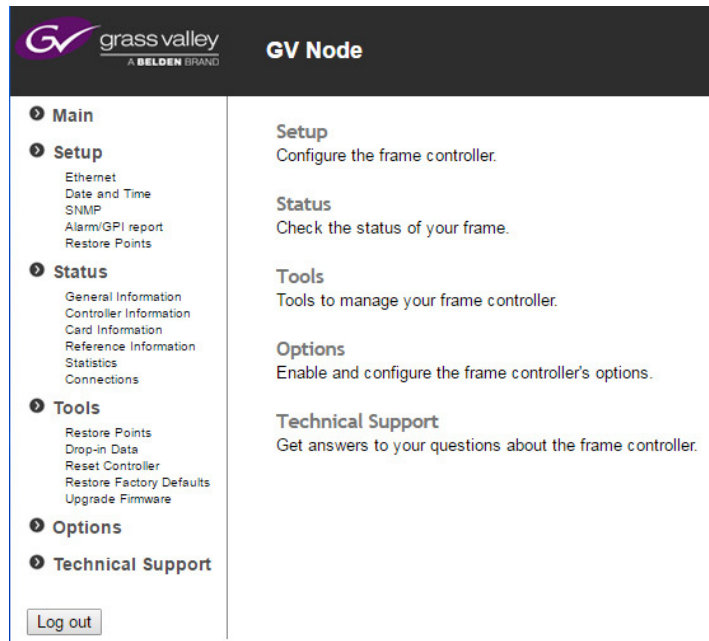 GV grass valley
A BELDEN BRAND
GV Node
Main
Setup
Ethernet
Date and Time
SNMP
Alarm/GPI report
Restore Points
Status
General Information
Controller Information
Card Information
Reference Information
Statistics
Connections
Tools
Restore Points
Drop-in Data
Reset Controller
Restore Factory Defaults
Upgrade Firmware
Options
Technical Support
Log out
Setup
Configure the frame controller.
Status
Check the status of your frame.
Tools
Tools to manage your frame controller.
Options
Enable and configure the frame controller's options.
Technical Support
Get answers to your questions about the frame controller.